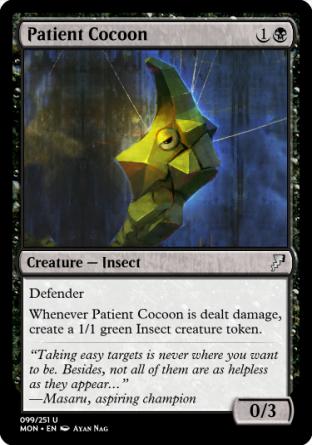 Patient Cocoon 1
Creature — Insect
Defender
Whenever Patient Cocoon is dealt damage,
create a 1/1 green Insect creature token.
“Taking easy targets is never where you want
to be. Besides, not all of them are as helpless
as they appear...”
—Masaru, aspiring champion
0/3
099/251 U
MON • EN Ayan Nag